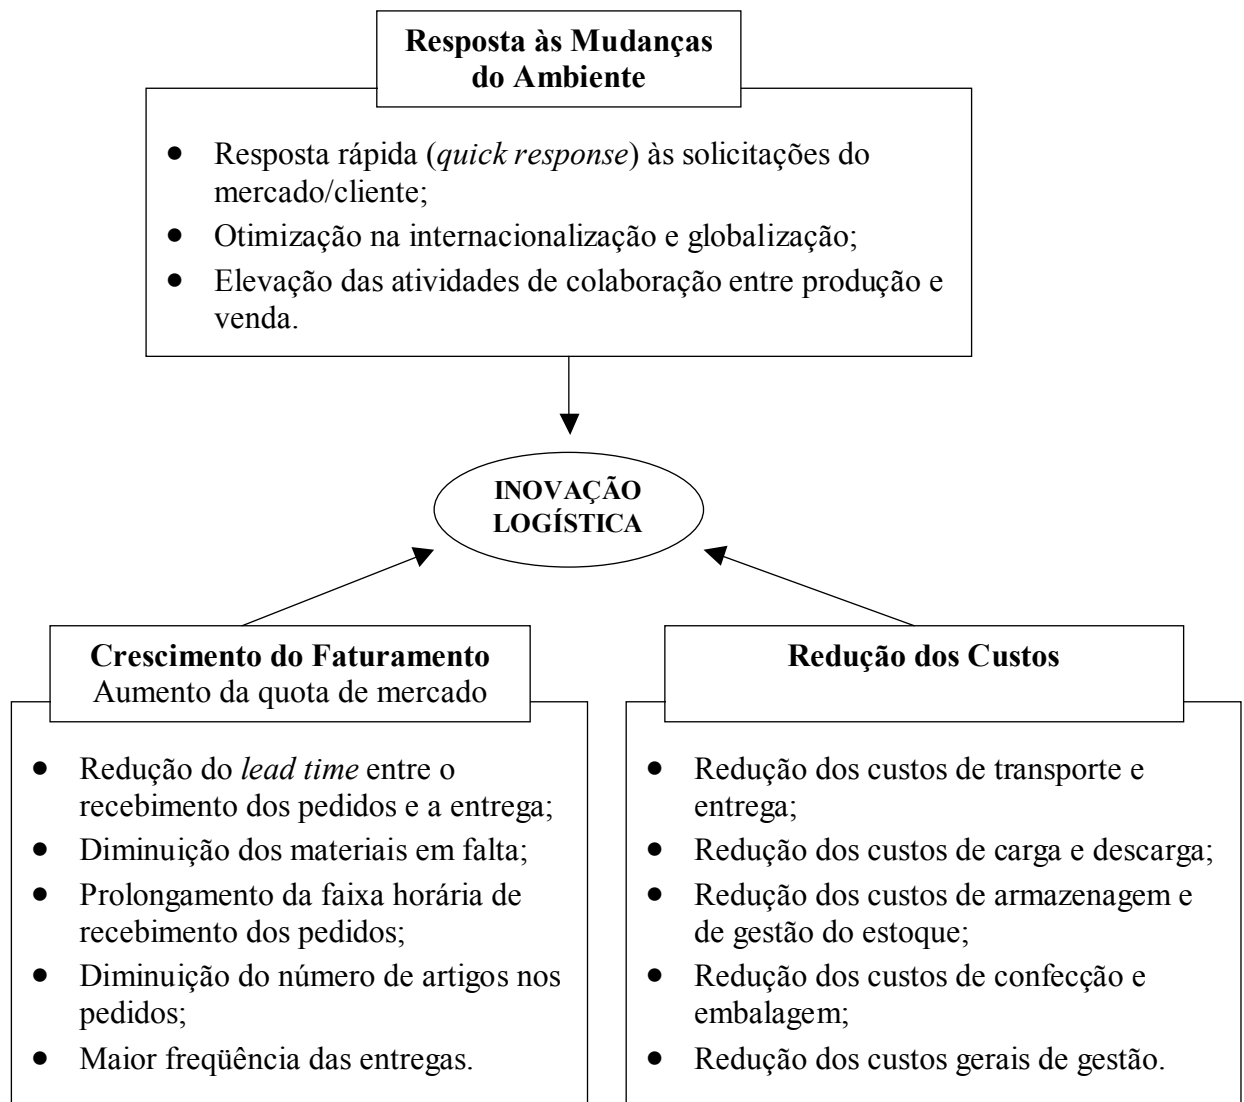 Resposta às Mudanças
do Ambiente
• Resposta rápida (quick response) às solicitações do
mercado/cliente;
• Otimização na internacionalização e globalização;
• Elevação das atividades de colaboração entre produção e
venda.
INOVAÇÃO
LOGÍSTICA
Crescimento do Faturamento
Aumento da quota de mercado
• Redução do lead time entre o
recebimento dos pedidos e a entrega;
• Diminuição dos materiais em falta;
• Prolongamento da faixa horária de
recebimento dos pedidos;
• Diminuição do número de artigos nos
pedidos;
• Maior freqüência das entregas.
Redução dos Custos
• Redução dos custos de transporte e
entrega;
• Redução dos custos de carga e descarga;
• Redução dos custos de armazenagem e
de gestão do estoque;
• Redução dos custos de confecção e
embalagem;
• Redução dos custos gerais de gestão.